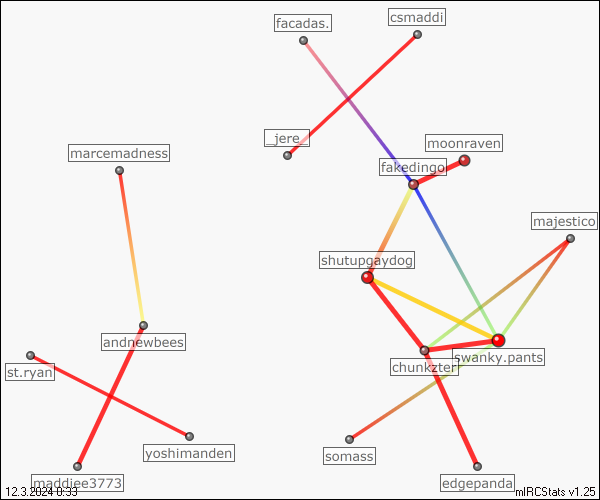 csmaddi
facadas.
_jere_
moonraven
marcemadness
fakedingo
majestico
shutupgaydog
andnewbees
swanky.pants
chunkzter
st.ryan
yoshimanden
somass
maddiee3773
edgepanda
12.3.2024 0:33
mIRCStats v1.25